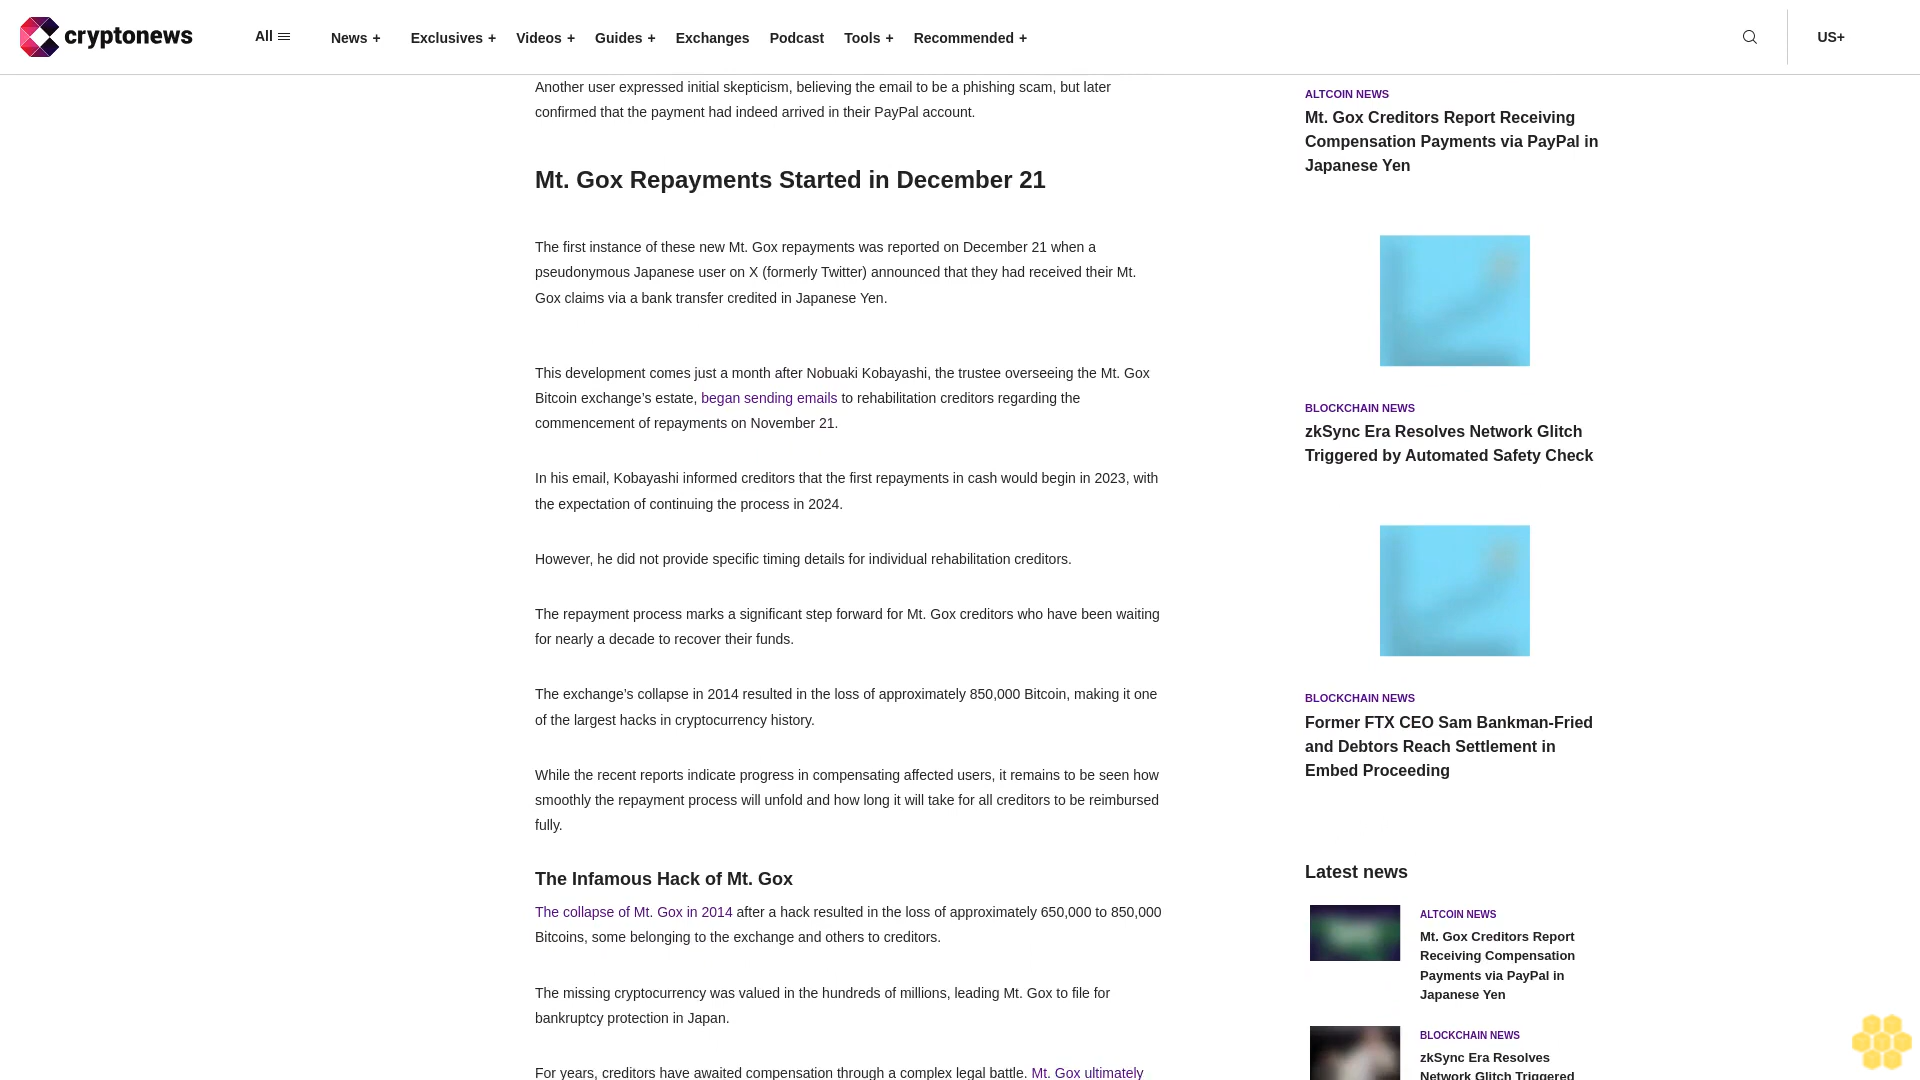 cryptonews
All
News +
Exclusives +
Videos +
Guides +
Exchanges
Podcast
Tools +
Recommended +
US+
Another user expressed initial skepticism, believing the email to be a phishing scam, but later
confirmed that the payment had indeed arrived in their PayPal account.
Mt. Gox Repayments Started in December 21
The first instance of these new Mt. Gox repayments was reported on December 21 when a
pseudonymous Japanese user on X (formerly Twitter) announced that they had received their Mt.
Gox claims via a bank transfer credited in Japanese Yen.
This development comes just a month after Nobuaki Kobayashi, the trustee overseeing the Mt. Gox
Bitcoin exchange’s estate, began sending emails to rehabilitation creditors regarding the
commencement of repayments on November 21.
In his email, Kobayashi informed creditors that the first repayments in cash would begin in 2023, with
the expectation of continuing the process in 2024.
However, he did not provide specific timing details for individual rehabilitation creditors.
The repayment process marks a significant step forward for Mt. Gox creditors who have been waiting
for nearly a decade to recover their funds.
The exchange’s collapse in 2014 resulted in the loss of approximately 850,000 Bitcoin, making it one
of the largest hacks in cryptocurrency history.
While the recent reports indicate progress in compensating affected users, it remains to be seen how
smoothly the repayment process will unfold and how long it will take for all creditors to be reimbursed
fully.
The Infamous Hack of Mt. Gox
The collapse of Mt. Gox in 2014 after a hack resulted in the loss of approximately 650,000 to 850,000
Bitcoins, some belonging to the exchange and others to creditors.
The missing cryptocurrency was valued in the hundreds of millions, leading Mt. Gox to file for
bankruptcy protection in Japan.
For years, creditors have awaited compensation through a complex legal battle. Mt. Gox ultimately
ALTCOIN NEWS
Mt. Gox Creditors Report Receiving
Compensation Payments via PayPal in
Japanese Yen
BLOCKCHAIN NEWS
zkSync Era Resolves Network Glitch
Triggered by Automated Safety Check
BLOCKCHAIN NEWS
Former FTX CEO Sam Bankman-Fried
and Debtors Reach Settlement in
Embed Proceeding
Latest news
ALTCOIN NEWS
Mt. Gox Creditors Report
Receiving Compensation
Payments via PayPal in
Japanese Yen
BLOCKCHAIN NEWS
zkSync Era Resolves
Network Glitch Triggered